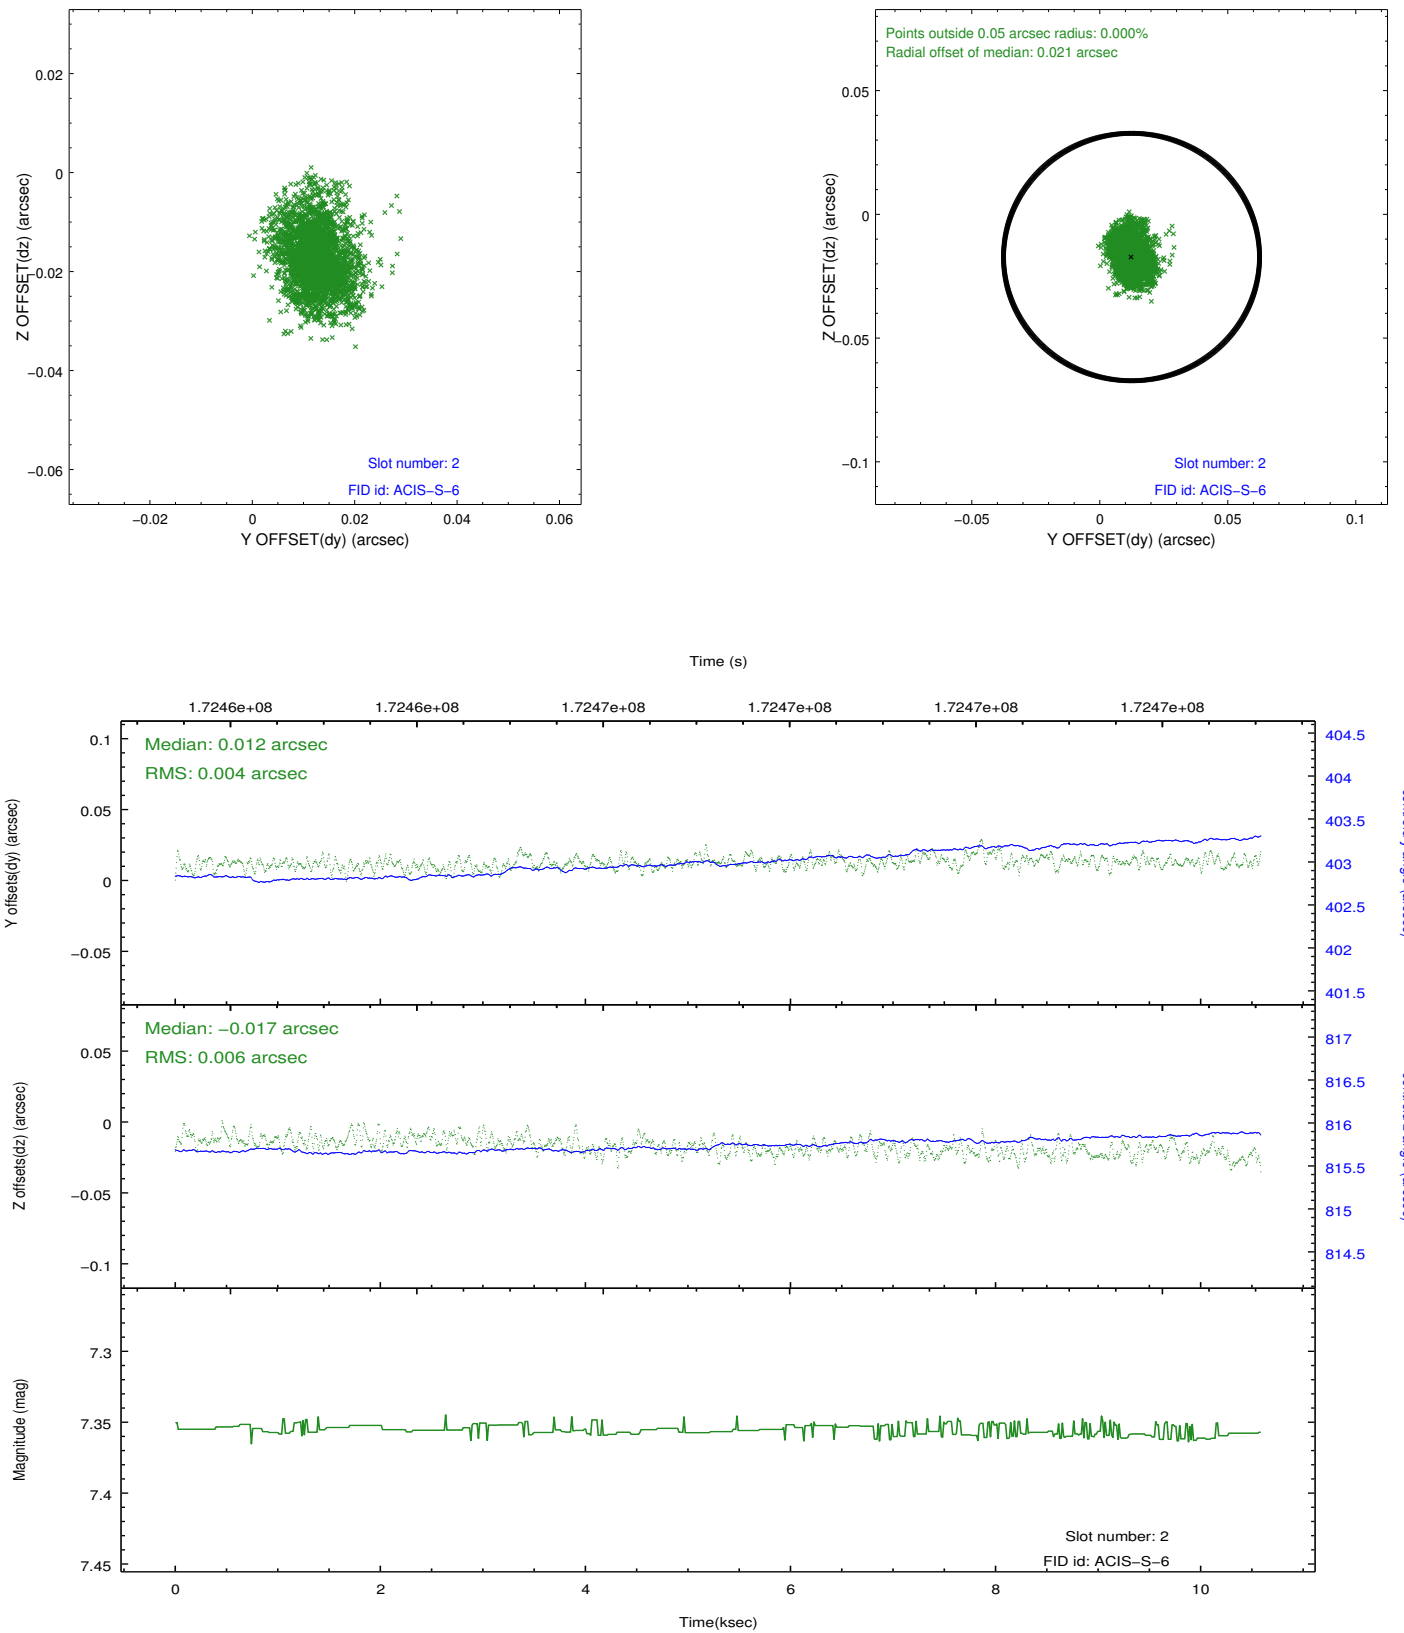 0.02
0
−0.02
−0.04
−0.06
Z OFFSET(dz) (arcsec)
Slot number: 2
FID id: ACIS−S−6
−0.02
0
0.02
0.04
0.06
Y OFFSET(dy) (arcsec)
Points outside 0.05 arcsec radius: 0.000%
Radial offset of median: 0.021 arcsec
0.05
0
−0.05
−0.1
Z OFFSET(dz) (arcsec)
Slot number: 2
FID id: ACIS−S−6
−0.05
0
0.05
0.1
Y OFFSET(dy) (arcsec)
Time (s)
1.7246e+08
1.7246e+08
1.7247e+08
1.7247e+08
1.7247e+08
1.7247e+08
Median: 0.012 arcsec
RMS: 0.004 arcsec
0.1
0.05
0
−0.05
Y offsets(dy) (arcsec)
404.5
404
403.5
403
402.5
402
401.5
Median: −0.017 arcsec
RMS: 0.006 arcsec
0.05
0
−0.05
−0.1
Z offsets(dz) (arcsec)
817
816.5
816
815.5
815
814.5
7.3
7.35
7.4
7.45
Magnitude (mag)
Slot number: 2
FID id: ACIS−S−6
0
2
4
6
8
10
Time(ksec)